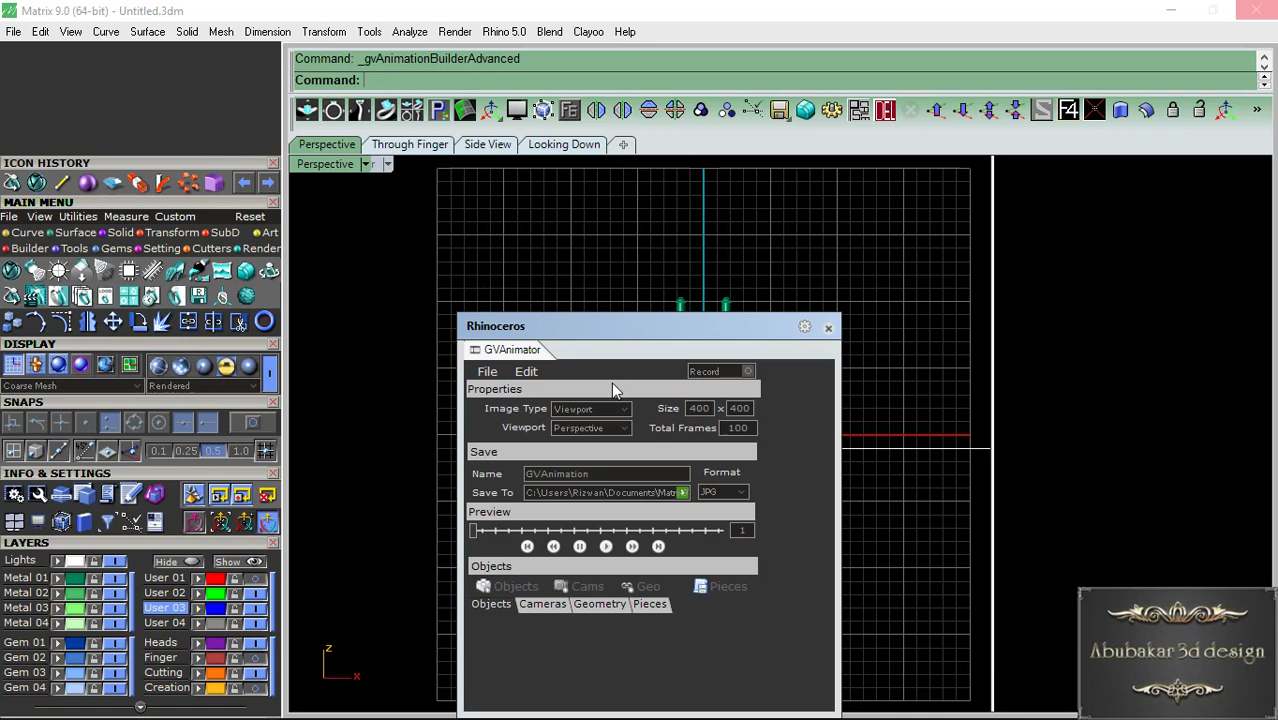 Matrix 9.0 (64-bit) - Untitled.3dm
File Edit View Curve Surface Solid Mesh Dimension Transform Tools Analyze Render Rhino 5.0 Blend Clayoo Help
Command: _gvAnimationBuilderAdvanced
Command:
F4
Perspective Through Finger Side View Looking Down
Perspective
ICON HISTORY
MAIN MENU
File View Utilities Measure Custom Reset
Curve Surface Solid Transform SubD Art
Builder Tools Gems Setting Cutters Render
DISPLAY
Coarse Mesh Rendered
SNAPS
0.1 0.25 0.5 1.0
INFO & SETTINGS
LAYERS
Lights Hide Show
Metal 01 User 01
Metal 02 User 02
Metal 03 User 03
Metal 04 User 04
Gem 01 Heads
Gem 02 Finger
Gem 03 Cutting
Gem 04 Creation
Rhinoceros
GVAnimator
File Edit Record
Properties
Image Type Viewport Size 400 x 400
Viewport Perspective Total Frames 100
Save
Name GVAnimation Format
Save To C:\Users\Rizwan\Documents\Matr JPG
Preview
1
Objects
Objects Cams Geo Pieces
Objects Cameras Geometry Pieces
z
x
Abubakar 3d design